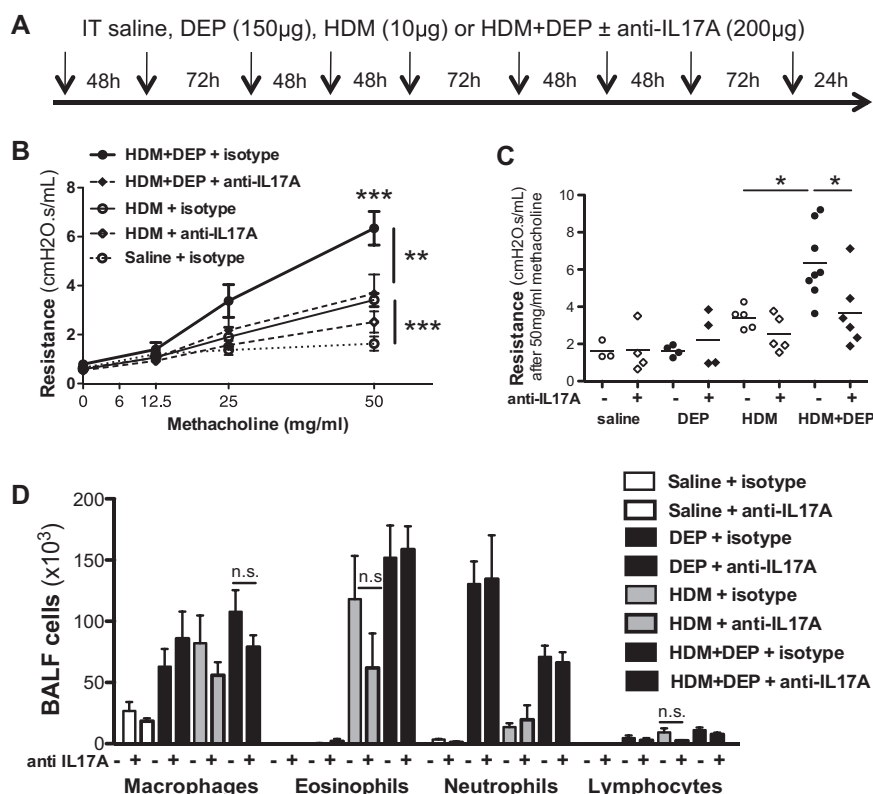 A
IT saline, DEP (150µg), HDM (10µg) or HDM+DEP ± anti-IL17A (200µg)
48h 72h 48h 48h 72h 48h 48h 72h 24h
B
HDM+DEP + isotype
HDM+DEP + anti-IL17A
HDM + isotype
HDM + anti-IL17A
Saline + isotype
***
**
***
Resistance (cmH2O.s/mL)
8
6
4
2
0
0 6 12.5 25 50
Methacholine (mg/ml)
C
* *
Resistance (cmH2O.s/mL)
after 50mg/ml methacholine
10
8
6
4
2
0
anti-IL17A - + - + - + - +
saline DEP HDM HDM+DEP
D
BALF cells (x103)
200
150
100
50
0
n.s.
n.s
n.s.
Saline + isotype
Saline + anti-IL17A
DEP + isotype
DEP + anti-IL17A
HDM + isotype
HDM + anti-IL17A
HDM+DEP + isotype
HDM+DEP + anti-IL17A
anti IL17A - + - + - + - + - + - + - + - + - + - + - + - + - + - + - + - +
Macrophages Eosinophils Neutrophils Lymphocytes